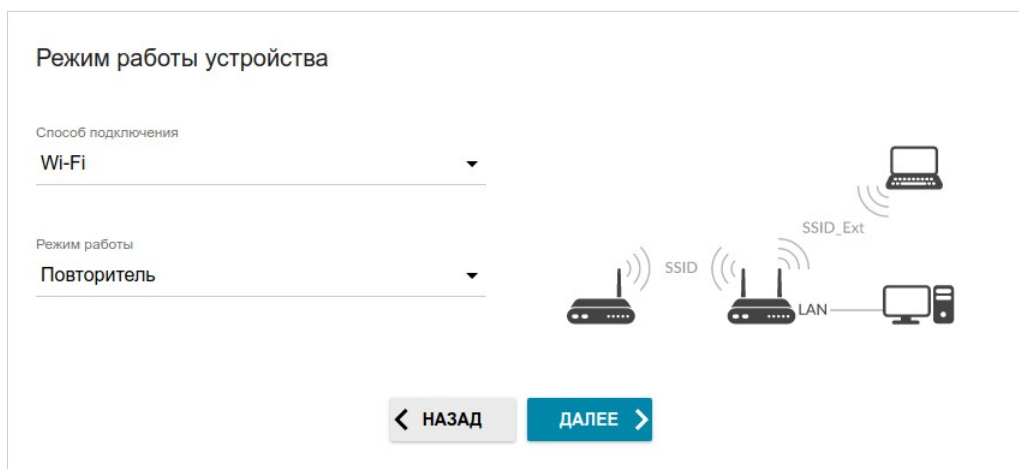 Режим работы устройства
Способ подключения
Wi-Fi
Режим работы
Повторитель
SSID
SSID_Ext
LAN
НАЗАД
ДАЛЕЕ